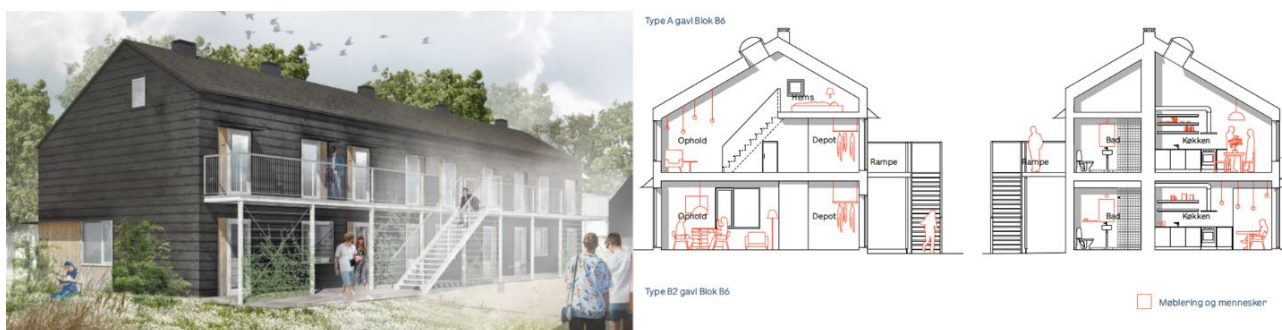 Type A gavl Blok B6
Hems
Ophold
Depot
Rampe
Ophold
Depot
Rampe
Bad
Køkken
Bad
Køkken
Type B2 gavl Blok B6
Møblering og mennesker